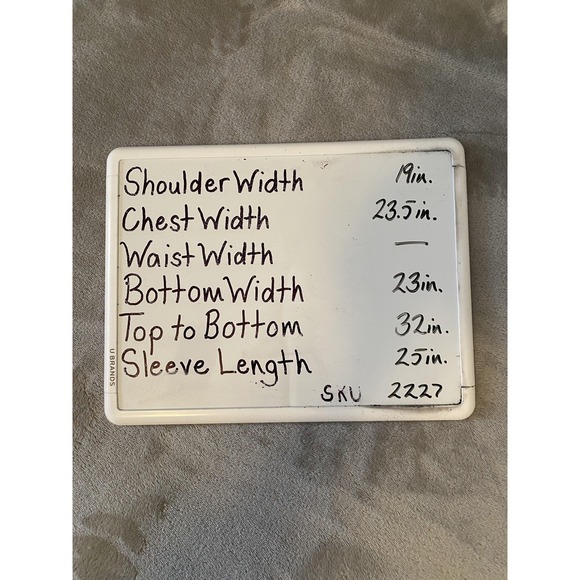 Shoulder Width 19in.
Chest Width 23.5in.
Waist Width —
Bottom Width 23in.
Top to Bottom 32in.
Sleeve Length 25in.
SKU 2227
U BRANDS